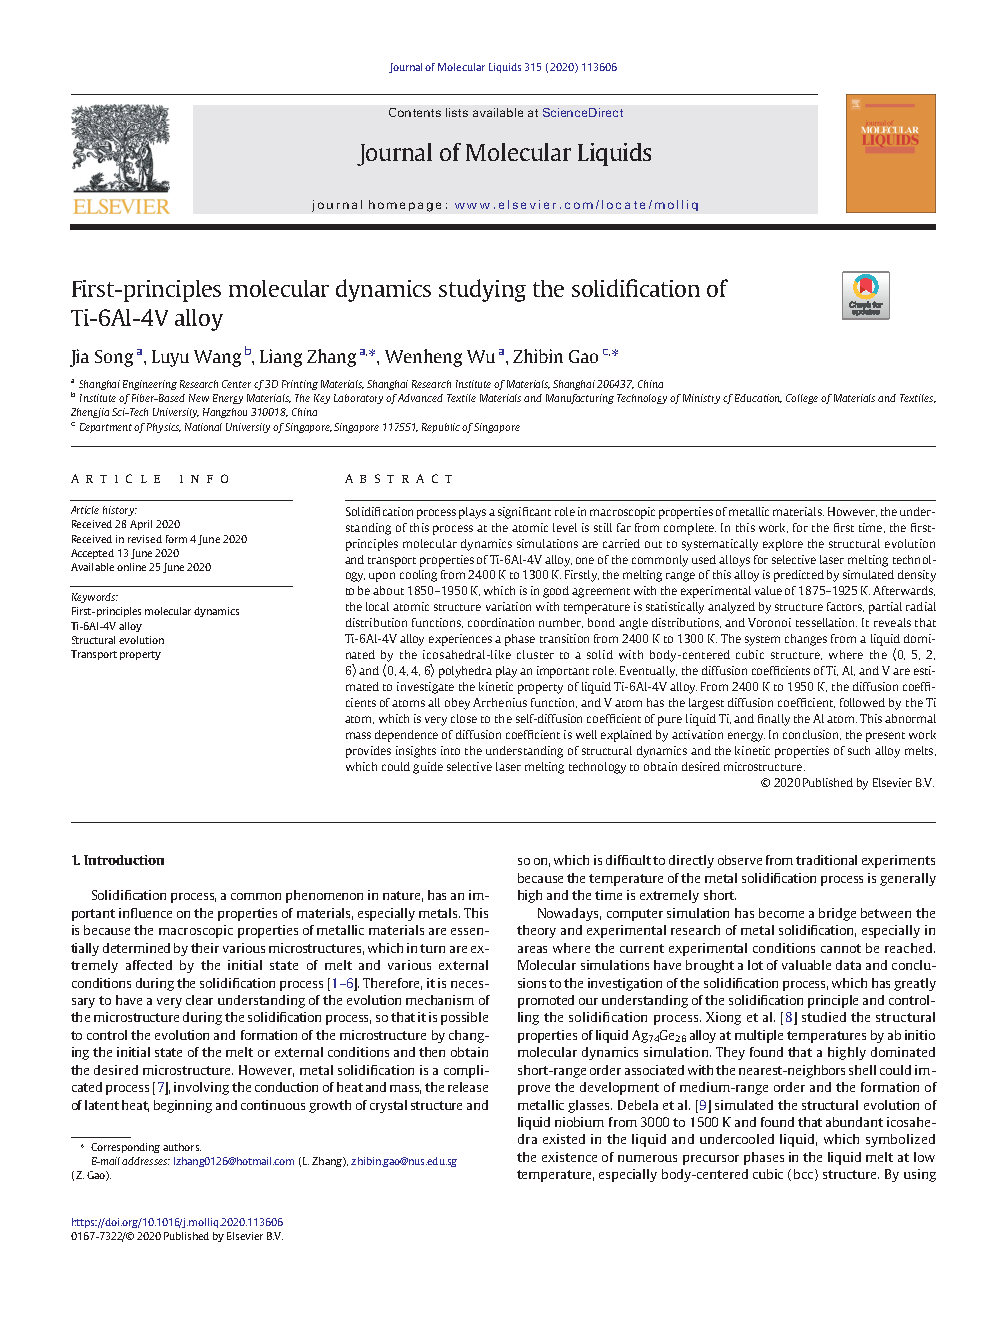 Journal of Molecular Liquids 315 (2020) 113606
Contents lists available at ScienceDirect
Journal of Molecular Liquids
journal homepage: www.elsevier.com/locate/molliq
ELSEVIER
journal of
MOLECULAR
LIQUIDS
First-principles molecular dynamics studying the solidification of
Ti-6Al-4V alloy
Check for
updates
Jia Song a, Luyu Wang b, Liang Zhang a,*, Wenheng Wu a, Zhibin Gao c,*
a Shanghai Engineering Research Center of 3D Printing Materials, Shanghai Research Institute of Materials, Shanghai 200437, China
b Institute of Fiber-Based New Energy Materials, The Key Laboratory of Advanced Textile Materials and Manufacturing Technology of Ministry of Education, College of Materials and Textiles,
Zhengjia Sci-Tech University, Hangzhou 310018, China
c Department of Physics, National University of Singapore, Singapore 117551, Republic of Singapore
ARTICLE INFO
Article history:
Received 28 April 2020
Received in revised form 4 June 2020
Accepted 13 June 2020
Available online 25 June 2020
Keywords:
First-principles molecular dynamics
Ti-6Al-4V alloy
Structural evolution
Transport property
ABSTRACT
Solidification process plays a significant role in macroscopic properties of metallic materials. However, the under-
standing of this process at the atomic level is still far from complete. In this work, for the first time, the first-
principles molecular dynamics simulations are carried out to systematically explore the structural evolution
and transport properties of Ti-6Al-4V alloy, one of the commonly used alloys for selective laser melting technol-
ogy, upon cooling from 2400 K to 1300 K. Firstly, the melting range of this alloy is predicted by simulated density
to be about 1850–1950 K, which is in good agreement with the experimental value of 1875–1925 K. Afterwards,
the local atomic structure variation with temperature is statistically analyzed by structure factors, partial radial
distribution functions, coordination number, bond angle distributions, and Voronoi tessellation. It reveals that
Ti-6Al-4V alloy experiences a phase transition from 2400 K to 1300 K. The system changes from a liquid domi-
nated by the icosahedral-like cluster to a solid with body-centered cubic structure, where the ⟨0, 5, 2,
6⟩ and ⟨0, 4, 4, 6⟩ polyhedra play an important role. Eventually, the diffusion coefficients of Ti, Al, and V are esti-
mated to investigate the kinetic property of liquid Ti-6Al-4V alloy. From 2400 K to 1950 K, the diffusion coeffi-
cients of atoms all obey Arrhenius function, and V atom has the largest diffusion coefficient, followed by the Ti
atom, which is very close to the self-diffusion coefficient of pure liquid Ti, and finally the Al atom. This abnormal
mass dependence of diffusion coefficient is well explained by activation energy. In conclusion, the present work
provides insights into the understanding of structural dynamics and the kinetic properties of such alloy melts,
which could guide selective laser melting technology to obtain desired microstructure.
© 2020 Published by Elsevier B.V.
1. Introduction
Solidification process, a common phenomenon in nature, has an im-
portant influence on the properties of materials, especially metals. This
is because the macroscopic properties of metallic materials are essen-
tially determined by their various microstructures, which in turn are ex-
tremely affected by the initial state of melt and various external
conditions during the solidification process [1–6]. Therefore, it is neces-
sary to have a very clear understanding of the evolution mechanism of
the microstructure during the solidification process, so that it is possible
to control the evolution and formation of the microstructure by chang-
ing the initial state of the melt or external conditions and then obtain
the desired microstructure. However, metal solidification is a compli-
cated process [7], involving the conduction of heat and mass, the release
of latent heat, beginning and continuous growth of crystal structure and
* Corresponding authors.
E-mail addresses: lzhang0126@hotmail.com (L. Zhang), zhibin.gao@nus.edu.sg
(Z. Gao).
so on, which is difficult to directly observe from traditional experiments
because the temperature of the metal solidification process is generally
high and the time is extremely short.
Nowadays, computer simulation has become a bridge between the
theory and experimental research of metal solidification, especially in
areas where the current experimental conditions cannot be reached.
Molecular simulations have brought a lot of valuable data and conclu-
sions to the investigation of the solidification process, which has greatly
promoted our understanding of the solidification principle and control-
ling the solidification process. Xiong et al. [8] studied the structural
properties of liquid Ag74Ge26 alloy at multiple temperatures by ab initio
molecular dynamics simulation. They found that a highly dominated
short-range order associated with the nearest-neighbors shell could im-
prove the development of medium-range order and the formation of
metallic glasses. Debela et al. [9] simulated the structural evolution of
liquid niobium from 3000 to 1500 K and found that abundant icosahe-
dra existed in the liquid and undercooled liquid, which symbolized
the existence of numerous precursor phases in the liquid melt at low
temperature, especially body-centered cubic (bcc) structure. By using
https://doi.org/10.1016/j.molliq.2020.113606
0167-7322/© 2020 Published by Elsevier B.V.